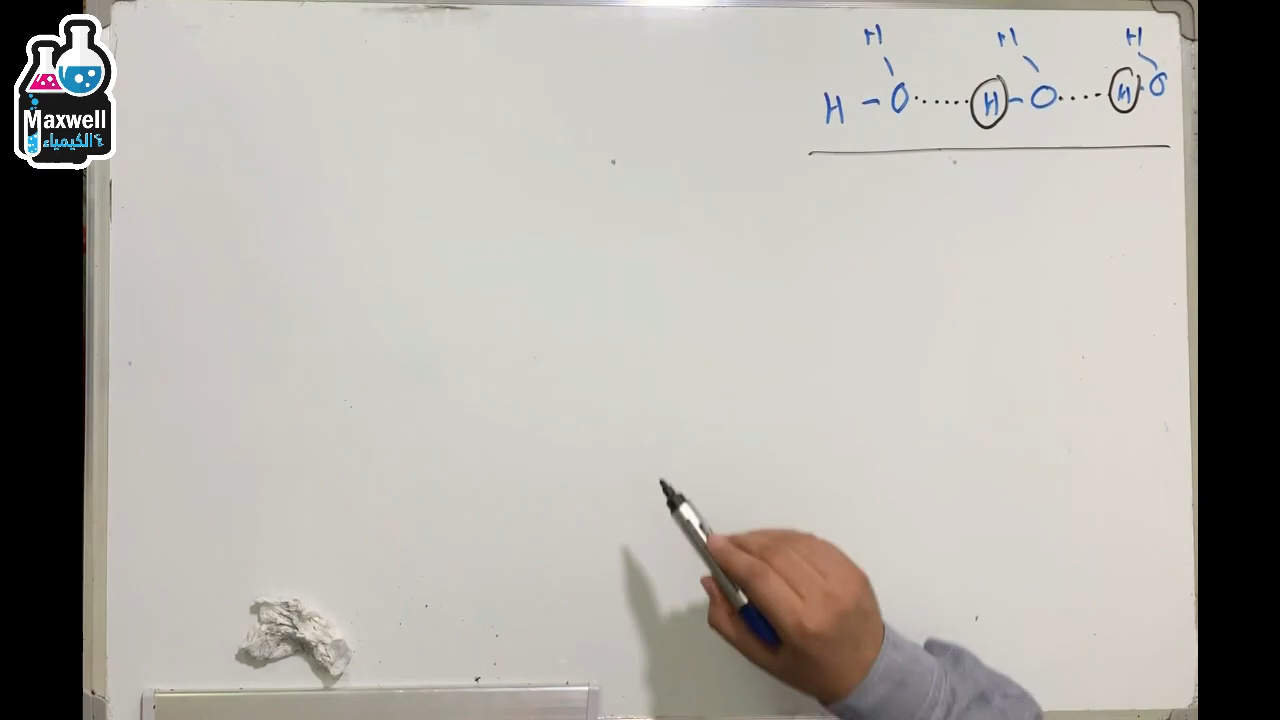 Maxwell
الكيمياء
H H H
H - O ...... H - O .... H - O